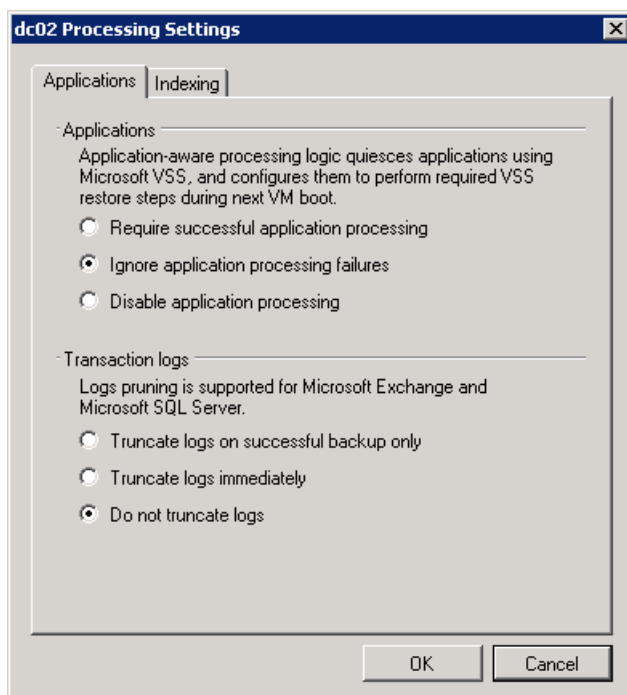 dc02 Processing Settings
Applications
Indexing
Applications
Application-aware processing logic quiesces applications using
Microsoft VSS, and configures them to perform required VSS
restore steps during next VM boot.
Require successful application processing
Ignore application processing failures
Disable application processing
Transaction logs
Logs pruning is supported for Microsoft Exchange and
Microsoft SQL Server.
Truncate logs on successful backup only
Truncate logs immediately
Do not truncate logs
OK
Cancel